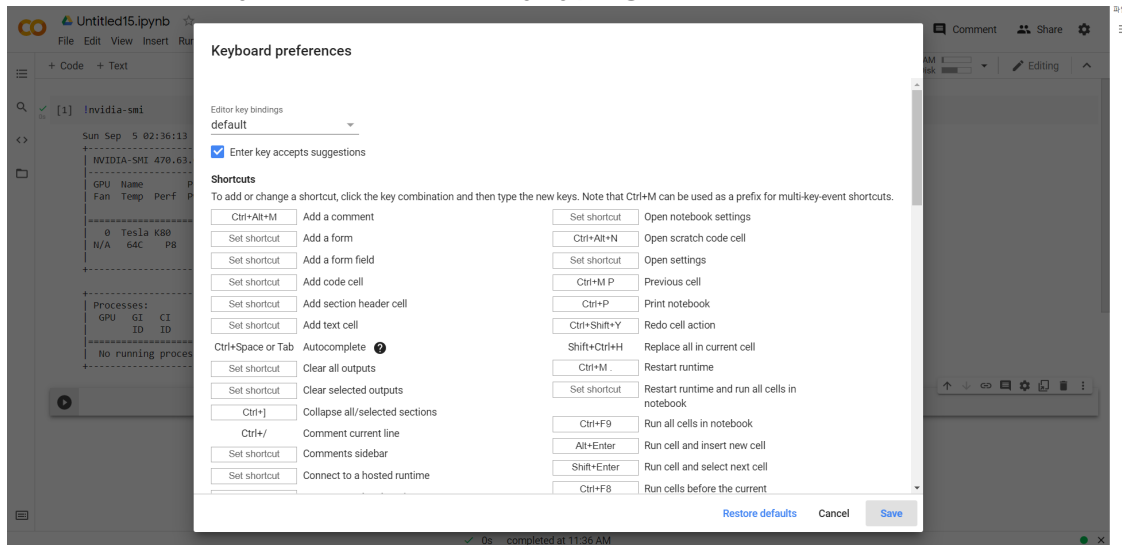 Untitled15.ipynb
File Edit View Insert Run
Comment Share
+ Code + Text
Editing
[1] !nvidia-smi
Sun Sep 5 02:36:13
NVIDIA-SMI 470.63.
GPU Name P
Fan Temp Perf P
0 Tesla K80
N/A 64C P8
Processes:
GPU GI CI
ID ID
No running proces
Keyboard preferences
Editor key bindings
default
Enter key accepts suggestions
Shortcuts
To add or change a shortcut, click the key combination and then type the new keys. Note that Ctrl+M can be used as a prefix for multi-key-event shortcuts.
Ctrl+Alt+M Add a comment
Set shortcut Add a form
Set shortcut Add a form field
Set shortcut Add code cell
Set shortcut Add section header cell
Set shortcut Add text cell
Ctrl+Space or Tab Autocomplete ?
Set shortcut Clear all outputs
Set shortcut Clear selected outputs
Ctrl+] Collapse all/selected sections
Ctrl+/ Comment current line
Set shortcut Comments sidebar
Set shortcut Connect to a hosted runtime
Set shortcut Open notebook settings
Ctrl+Alt+N Open scratch code cell
Set shortcut Open settings
Ctrl+M P Previous cell
Ctrl+P Print notebook
Ctrl+Shift+Y Redo cell action
Shift+Ctrl+H Replace all in current cell
Ctrl+M . Restart runtime
Set shortcut Restart runtime and run all cells in
notebook
Ctrl+F9 Run all cells in notebook
Alt+Enter Run cell and insert new cell
Shift+Enter Run cell and select next cell
Ctrl+F8 Run cells before the current
Restore defaults Cancel Save
0s completed at 11:36 AM